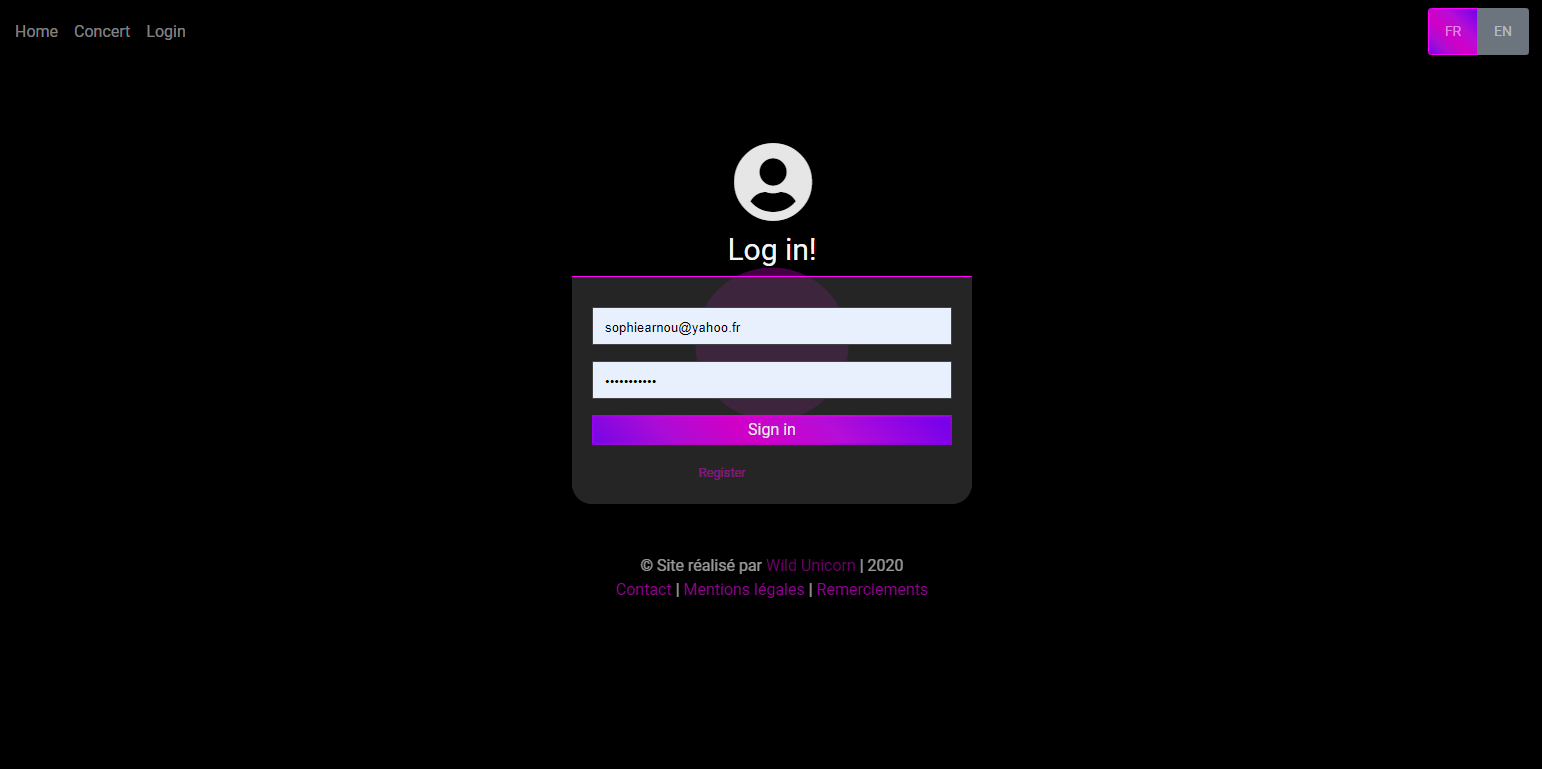 Home Concert Login FR EN
Log in!
sophiearnou@yahoo.fr
•••••••••••
Sign in
Register
© Site réalisé par Wild Unicorn | 2020
Contact | Mentions légales | Remerciements